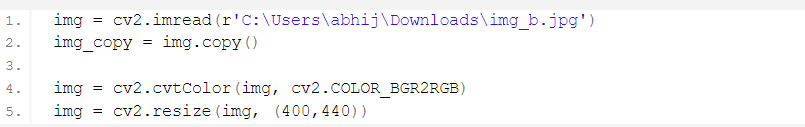 1. img = cv2.imread(r'C:\Users\abhij\Downloads\img_b.jpg')
2. img_copy = img.copy()
3.
4. img = cv2.cvtColor(img, cv2.COLOR_BGR2RGB)
5. img = cv2.resize(img, (400,440))